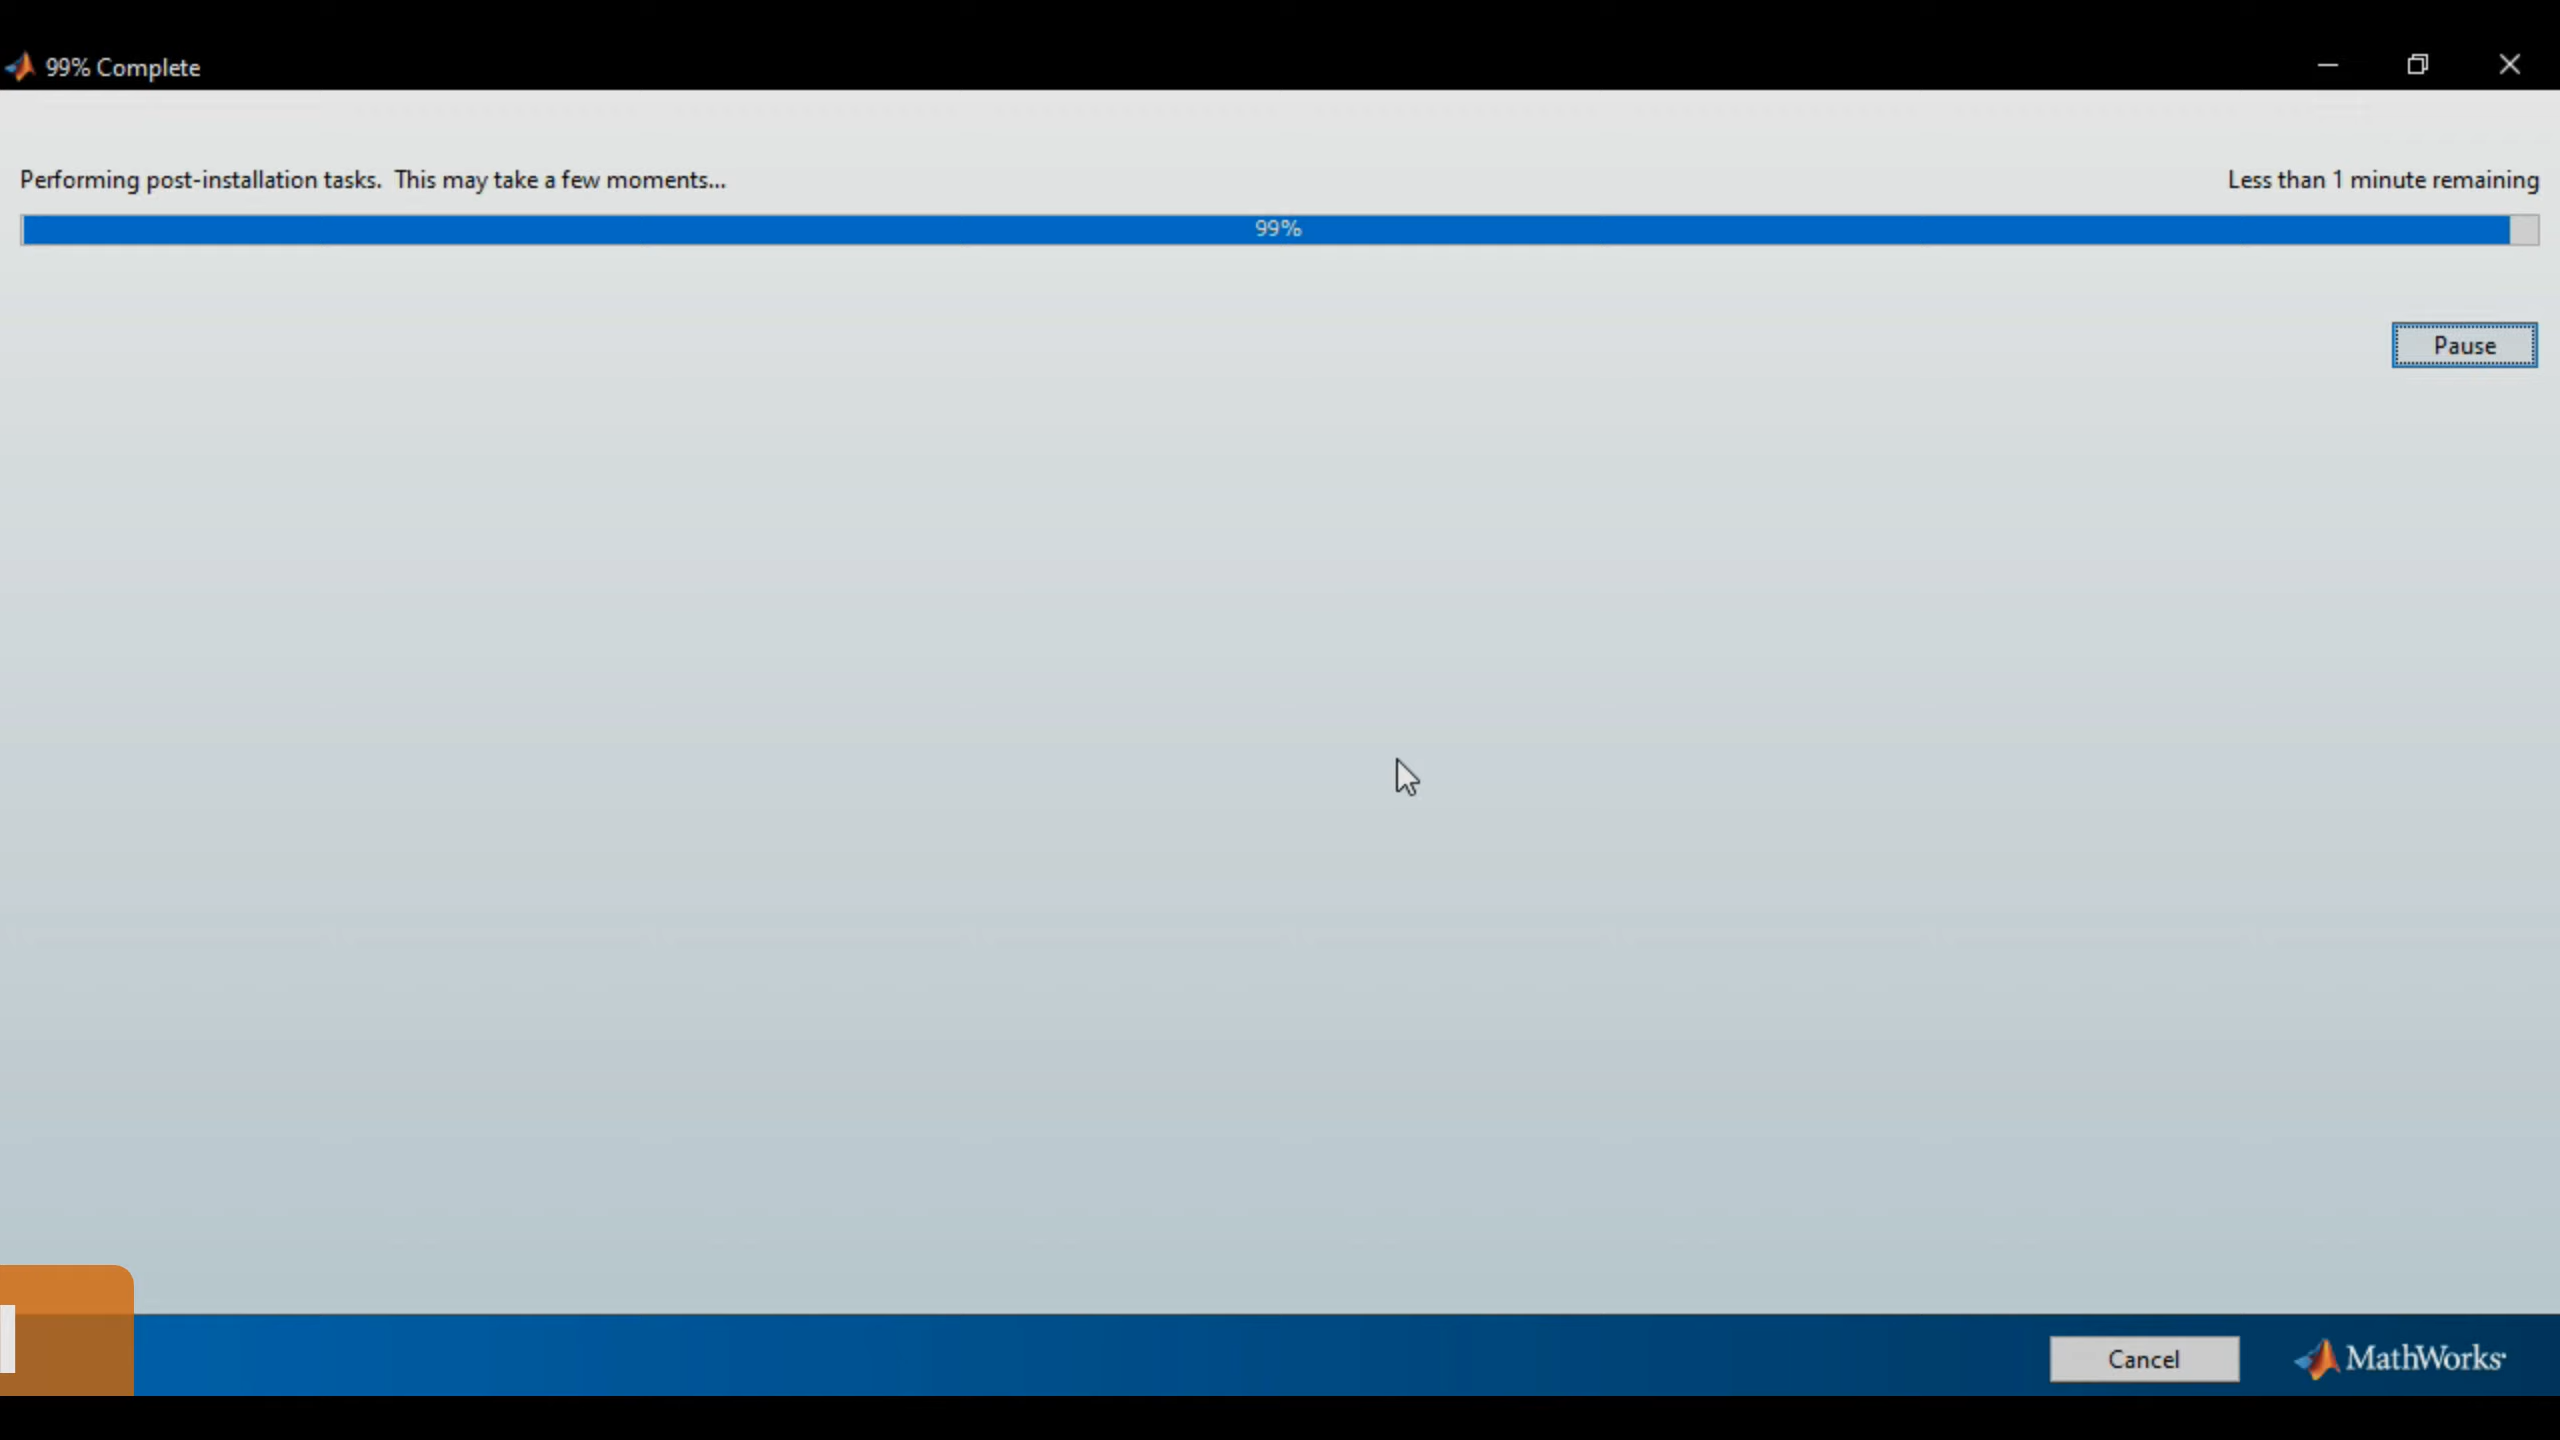 99% Complete
Performing post-installation tasks. This may take a few moments...
Less than 1 minute remaining
99%
Pause
Cancel
MathWorks